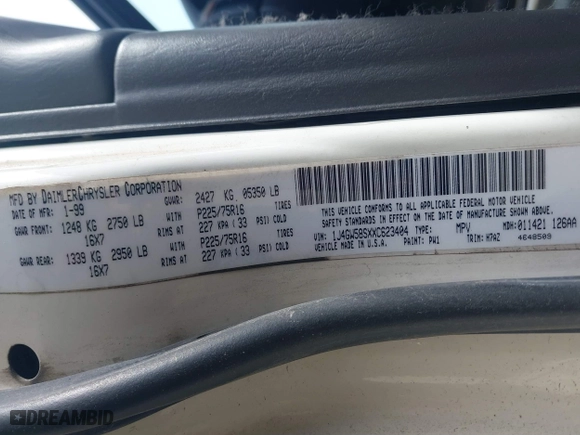 MFD BY DAIMLERCHRYSLER CORPORATION
DATE OF MFR: 1-99 GVWR: 2427 KG 05350 LB
GAWR FRONT: 1248 KG 2750 LB WITH P225/75R16 TIRES
16X7 RIMS AT 227 KPA ( 33 PSI) COLD
GAWR REAR: 1339 KG 2950 LB WITH P225/75R16 TIRES
16X7 RIMS AT 227 KPA ( 33 PSI) COLD
THIS VEHICLE CONFORMS TO ALL APPLICABLE FEDERAL MOTOR VEHICLE
SAFETY STANDARDS IN EFFECT ON THE DATE OF MANUFACTURE SHOWN ABOVE.
VIN: 1J4GW58SXXC623404 TYPE: MPV MDH: 011421 126AA
VEHICLE MADE IN U.S.A. PAINT: PW1 TRIM: H7AZ 4648509
DREAMBID